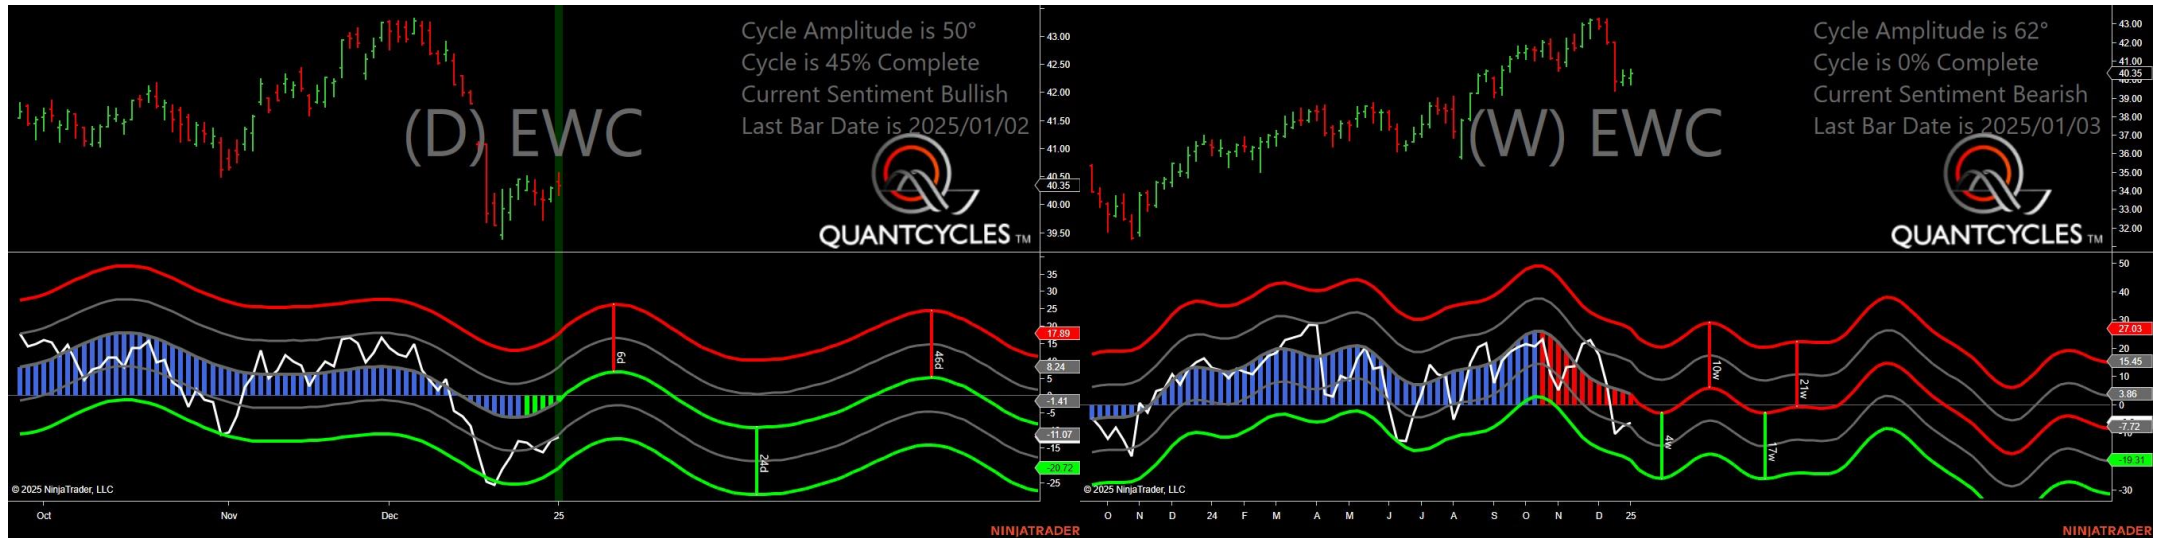 Cycle Amplitude is 50°
Cycle is 45% Complete
Current Sentiment Bullish
Last Bar Date is 2025/01/02
(D) EWC
QUANTCYCLES TM
43.00
42.50
42.00
41.50
41.00
40.50
40.35
40.00
39.50
35
30
25
20
17.89
15
8.24
5
-1.41
-5
-11.07
-15
-20.72
-25
6d
24d
46d
© 2025 NinjaTrader, LLC
Oct Nov Dec 25
NINJATRADER
Cycle Amplitude is 62°
Cycle is 0% Complete
Current Sentiment Bearish
Last Bar Date is 2025/01/03
(W) EWC
QUANTCYCLES TM
43.00
42.00
41.00
40.35
39.00
38.00
37.00
36.00
35.00
34.00
33.00
32.00
50
40
30
27.03
20
15.45
10
3.86
0
-7.72
-19.31
-30
4w
10w
17w
21w
© 2025 NinjaTrader, LLC
O N D 24 F M A M J J A S O N D 25
NINJATRADER